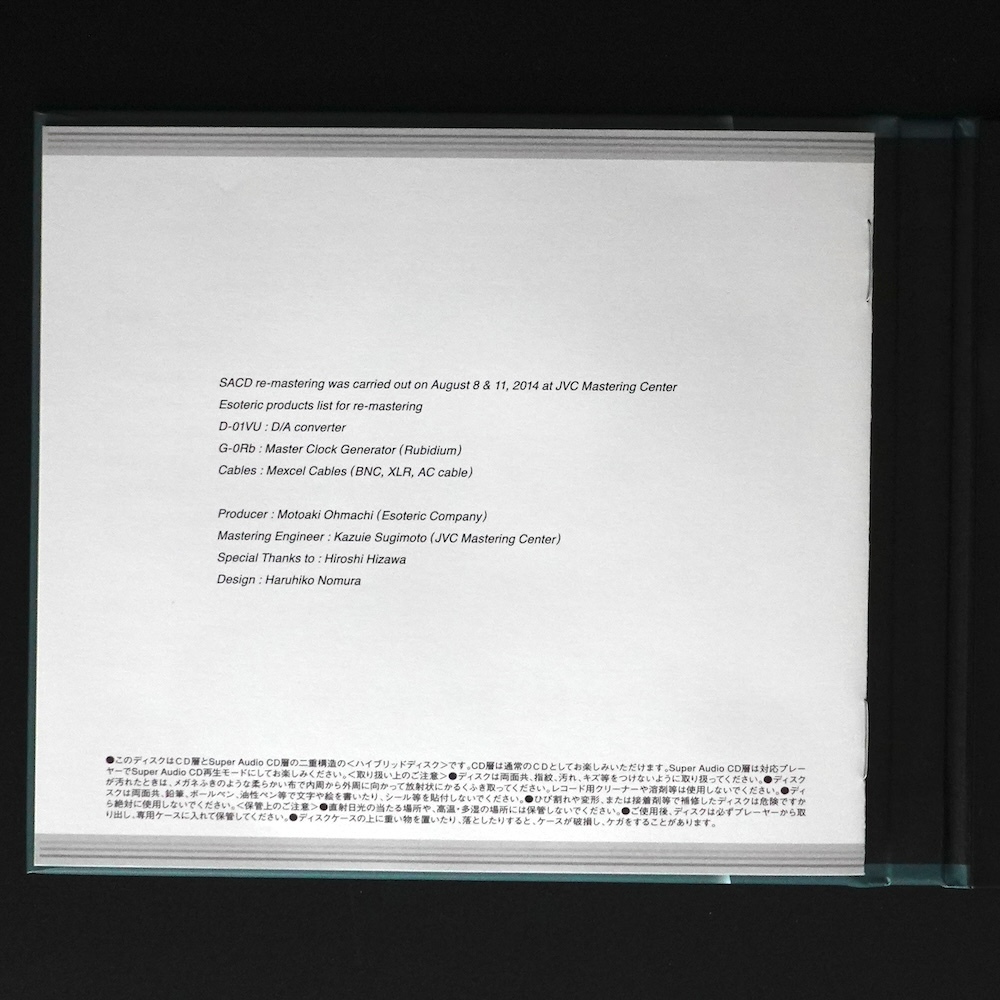 SACD re-mastering was carried out on August 8 & 11, 2014 at JVC Mastering Center
Esoteric products list for re-mastering
D-01VU : D/A converter
G-0Rb : Master Clock Generator (Rubidium)
Cables : Mexcel Cables (BNC, XLR, AC cable)
Producer : Motoaki Ohmachi (Esoteric Company)
Mastering Engineer : Kazuie Sugimoto (JVC Mastering Center)
Special Thanks to : Hiroshi Hizawa
Design : Haruhiko Nomura
●このディスクはCD層とSuper Audio CD層の二重構造の<ハイブリッドディスク>です。CD層は通常のCDとしてお楽しみいただけます。Super Audio CD層は対応プレー
ヤーでSuper Audio CD再生モードにしてお楽しみください。<取り扱い上のご注意>●ディスクは両面共、指紋、汚れ、キズ等をつけないように取り扱ってください。●ディスク
が汚れたときは、メガネふきのような柔らかい布で内周から外周に向かって放射状にかるくふき取ってください。レコード用クリーナーや溶剤等は使用しないでください。●ディ
スクは両面共、鉛筆、ボールペン、油性ペン等で文字や絵を書いたり、シール等を貼付しないでください。●ひび割れや変形、または接着剤等で補修したディスクは危険ですか
ら絶対に使用しないでください。<保管上のご注意>●直射日光の当たる場所や、高温・多湿の場所には保管しないでください。●ご使用後、ディスクは必ずプレーヤーから取
り出し、専用ケースに入れて保管してください。●ディスクケースの上に重い物を置いたり、落としたりすると、ケースが破損し、ケガをすることがあります。